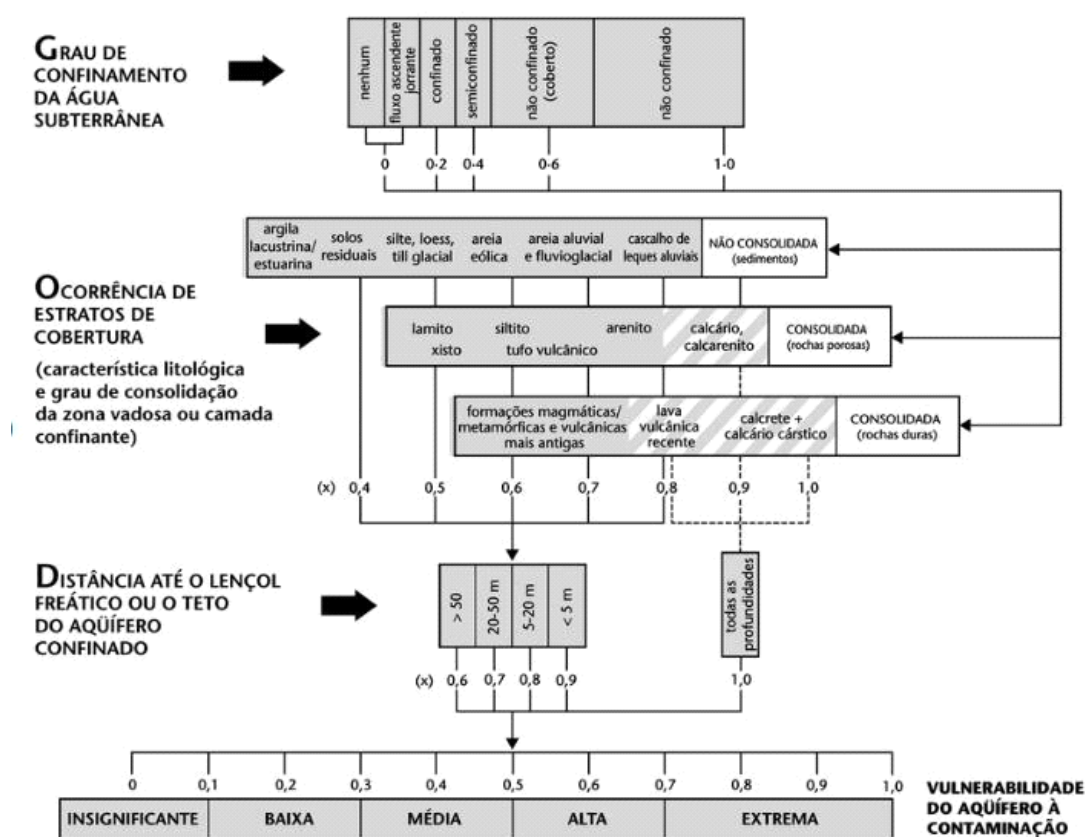 GRAU DE
CONFINAMENTO
DA ÁGUA
SUBTERRÂNEA
nenhum
fluxo ascendente
jorrante
confinado
semiconfinado
não confinado
(coberto)
não confinado
0 0·2 0·4 0·6 1·0
OCORRÊNCIA DE
ESTRATOS DE
COBERTURA
(característica litológica
e grau de consolidação
da zona vadosa ou camada
confinante)
argila
lacustrina/
estuarina
solos
residuais
silte, loess,
till glacial
areia
eólica
areia aluvial
e fluvioglacial
cascalho de
leques aluviais
NÃO CONSOLIDADA
(sedimentos)
lamito
xisto
siltito
tufo vulcânico
arenito
calcário,
calcarenito
CONSOLIDADA
(rochas porosas)
formações magmáticas/
metamórficas e vulcânicas
mais antigas
lava
vulcânica
recente
calcrete +
calcário cárstico
CONSOLIDADA
(rochas duras)
(x) 0,4 0,5 0,6 0,7 0,8 0,9 1,0
DISTÂNCIA ATÉ O LENÇOL
FREÁTICO OU O TETO
DO AQÜÍFERO
CONFINADO
> 50
20-50 m
5-20 m
< 5 m
todas as
profundidades
(x) 0,6 0,7 0,8 0,9 1,0
0 0,1 0,2 0,3 0,4 0,5 0,6 0,7 0,8 0,9 1,0
INSIGNIFICANTE BAIXA MÉDIA ALTA EXTREMA
VULNERABILIDADE
DO AQÜÍFERO À
CONTAMINAÇÃO